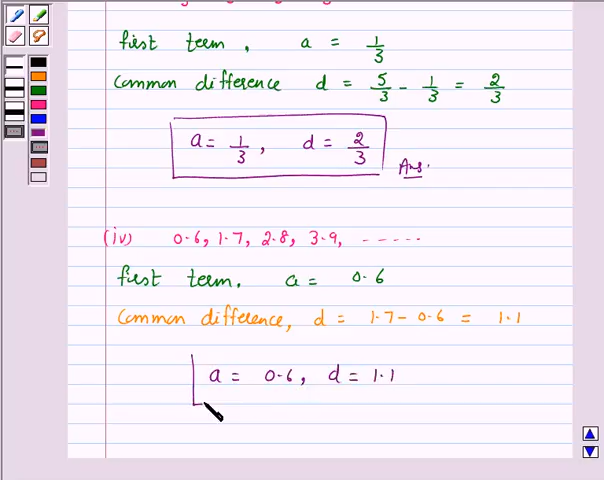 first term, a = 1/3
Common difference d = 5/3 - 1/3 = 2/3
a = 1/3, d = 2/3 Ans.
(iv) 0.6, 1.7, 2.8, 3.9, ------
first term. a = 0.6
Common difference, d = 1.7 - 0.6 = 1.1
a = 0.6, d = 1.1